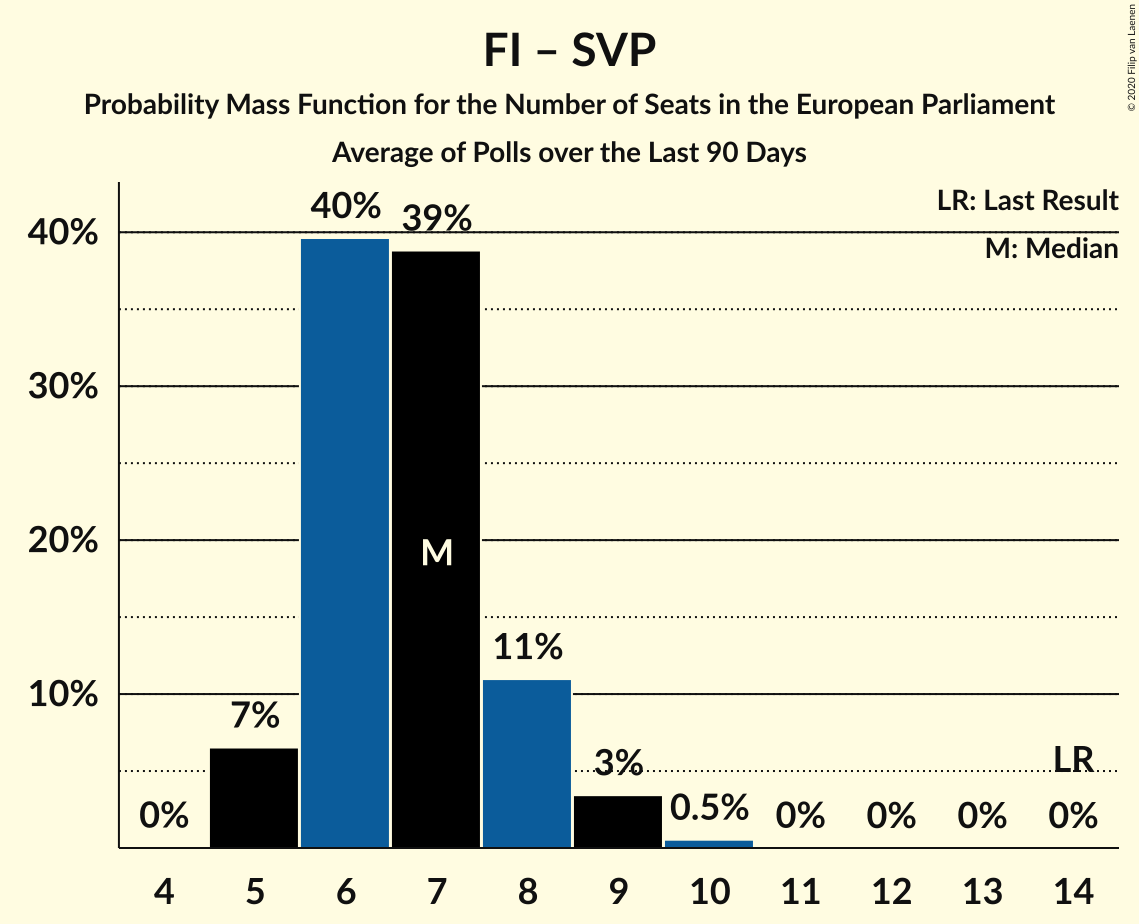 FI – SVP
Probability Mass Function for the Number of Seats in the European Parliament
Average of Polls over the Last 90 Days
© 2020 Filip van Laenen
LR: Last Result
M: Median
40%
30%
20%
10%
0%
7%
40%
39%
M
11%
3%
0.5%
0%
0%
0%
LR
0%
4 5 6 7 8 9 10 11 12 13 14